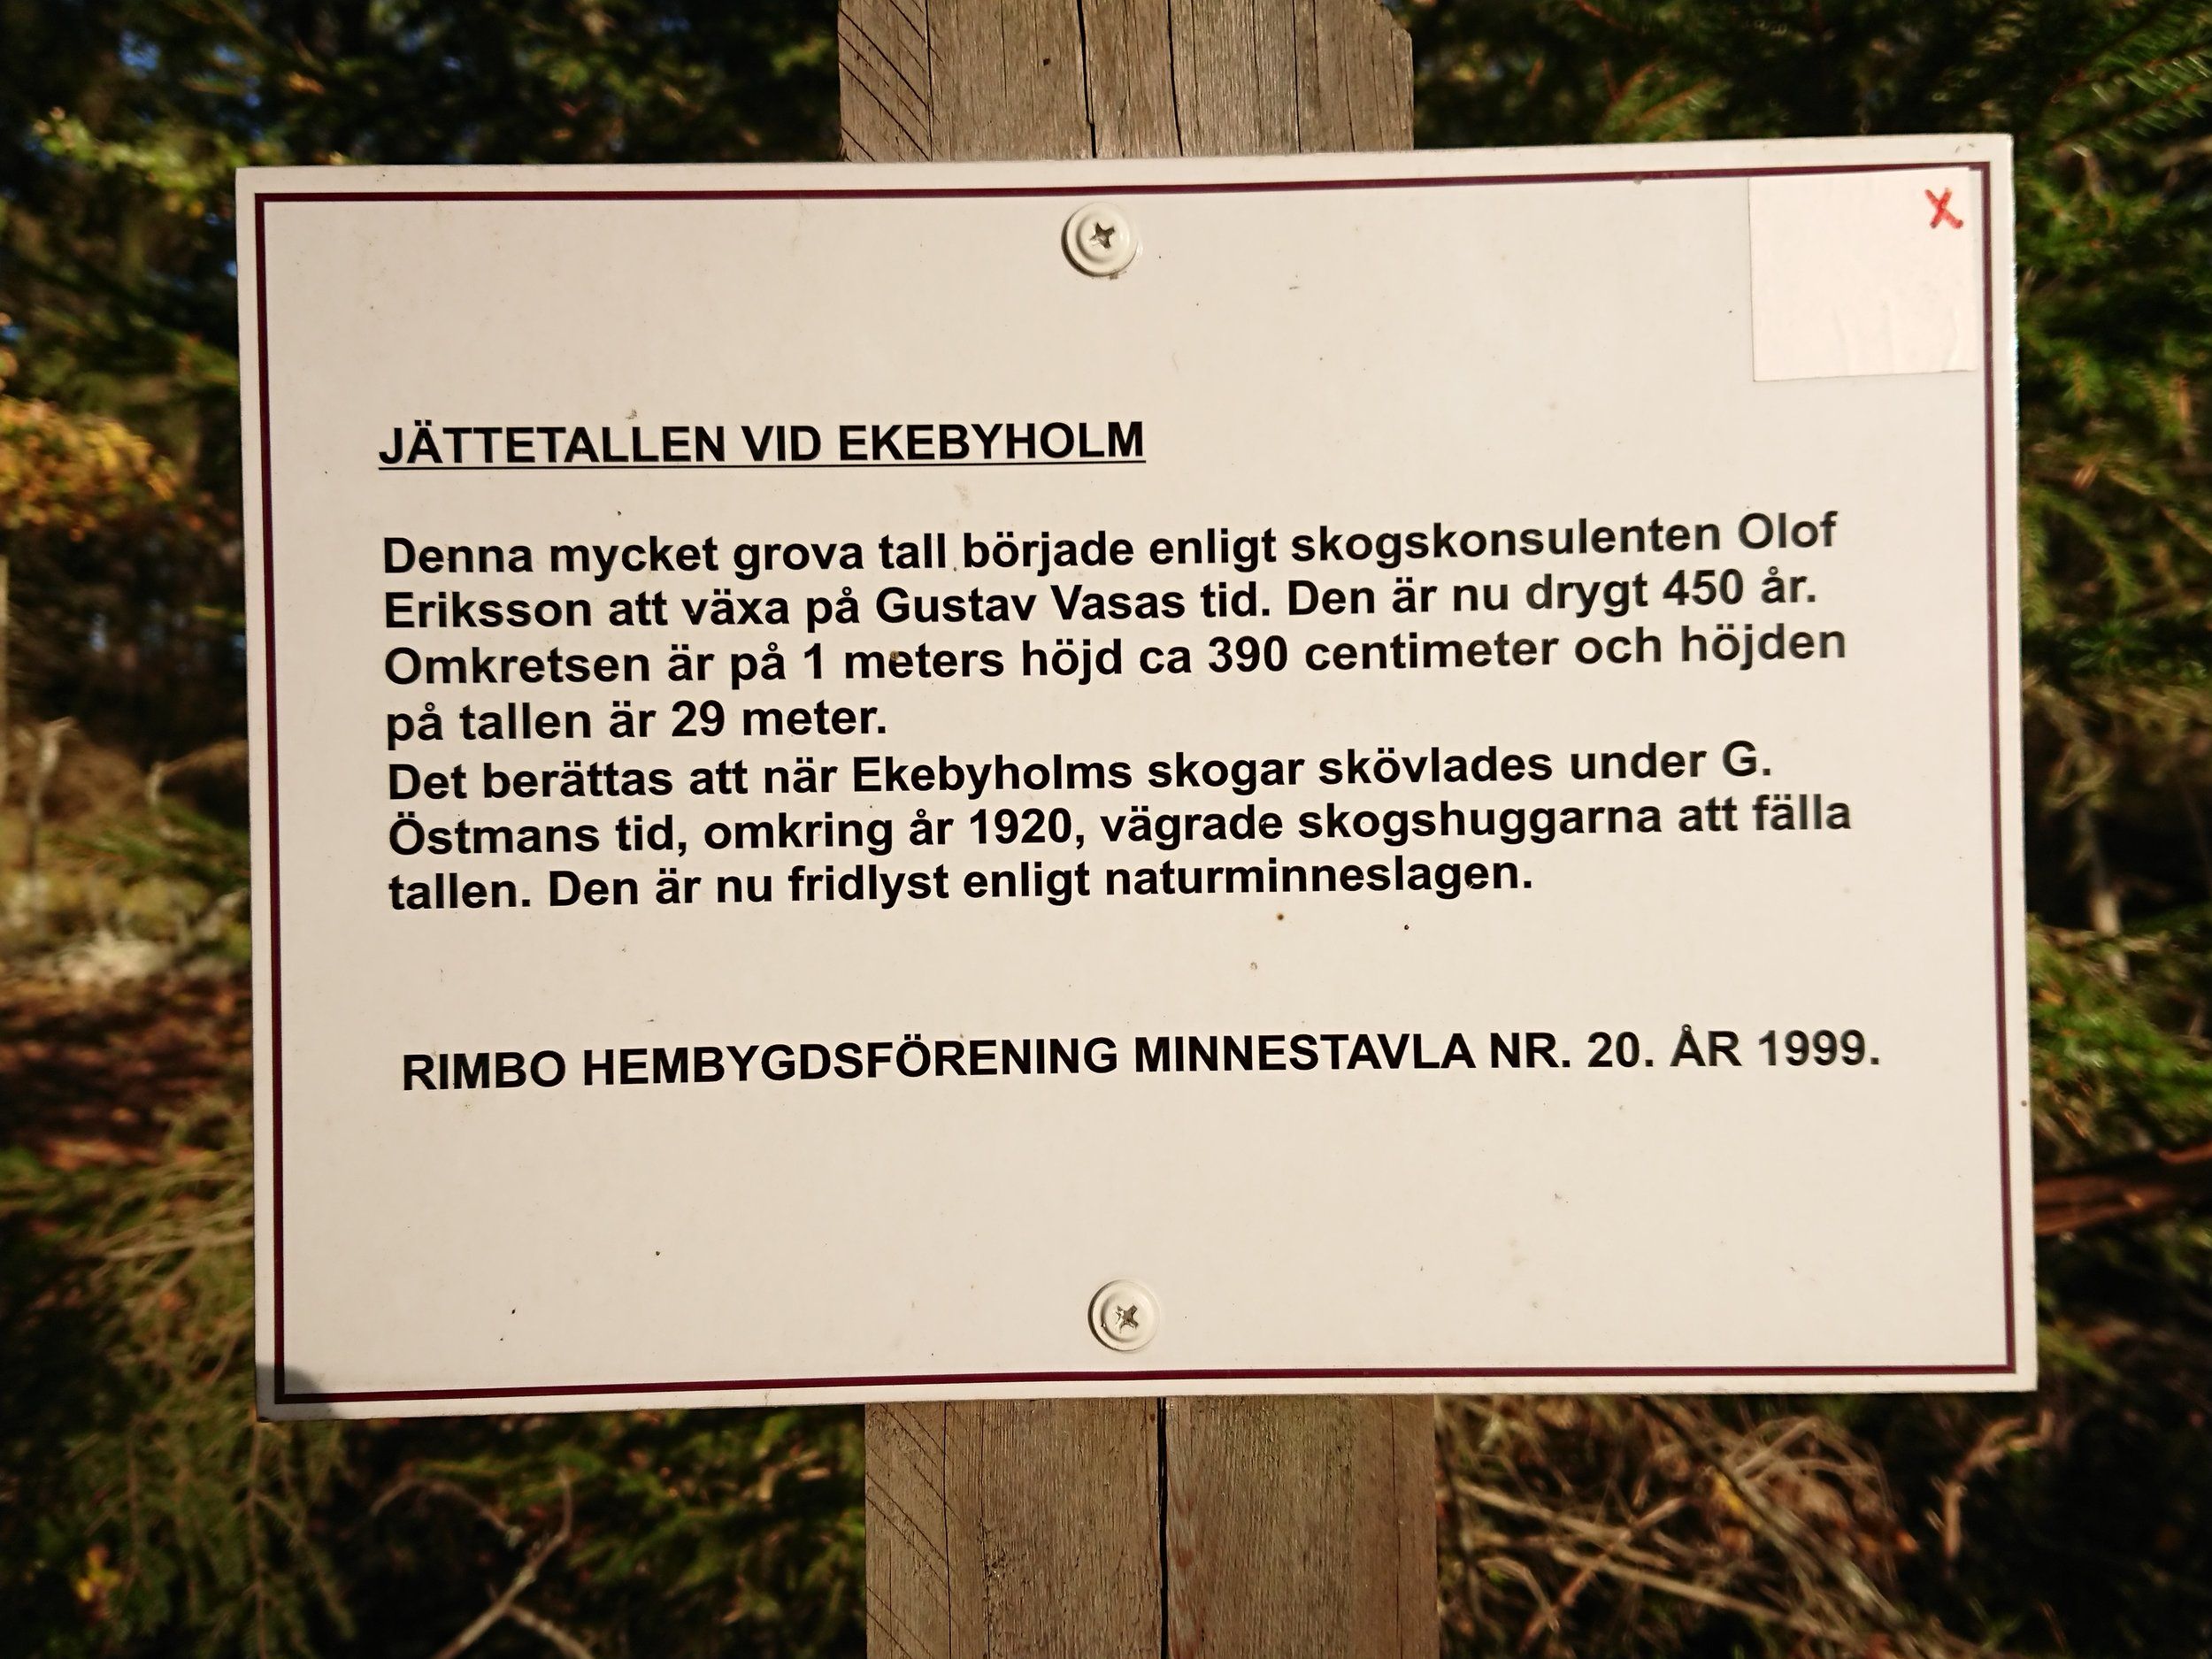 X
JÄTTETALLEN VID EKEBYHOLM
Denna mycket grova tall började enligt skogskonsulenten Olof
Eriksson att växa på Gustav Vasas tid. Den är nu drygt 450 år.
Omkretsen är på 1 meters höjd ca 390 centimeter och höjden
på tallen är 29 meter.
Det berättas att när Ekebyholms skogar skövlades under G.
Östmans tid, omkring år 1920, vägrade skogshuggarna att fälla
tallen. Den är nu fridlyst enligt naturminneslagen.
RIMBO HEMBYGDSFÖRENING MINNESTAVLA NR. 20. ÅR 1999.